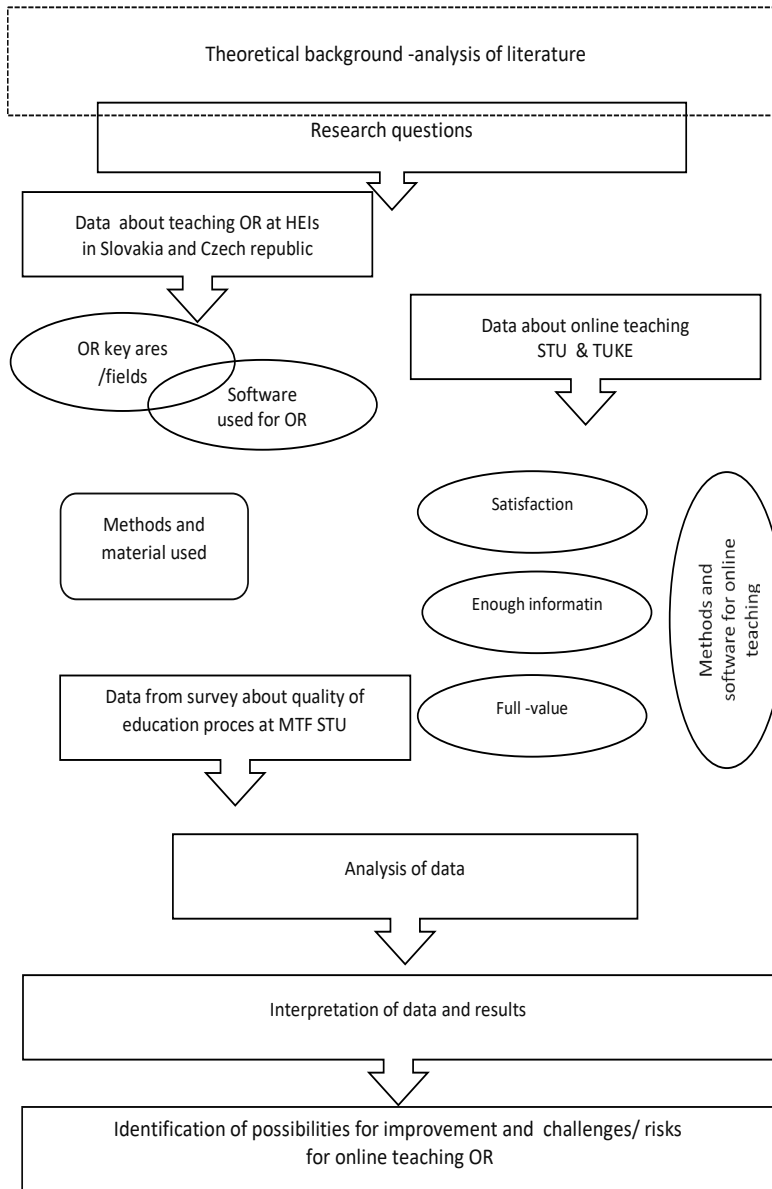 Theoretical background -analysis of literature
Research questions
Data about teaching OR at HEIs
in Slovakia and Czech republic
OR key ares
/fields
Software
used for OR
Data about online teaching
STU & TUKE
Methods and
material used
Satisfaction
Enough informatin
Full -value
Methods and
software for online
teaching
Data from survey about quality of
education proces at MTF STU
Analysis of data
Interpretation of data and results
Identification of possibilities for improvement and challenges/ risks
for online teaching OR